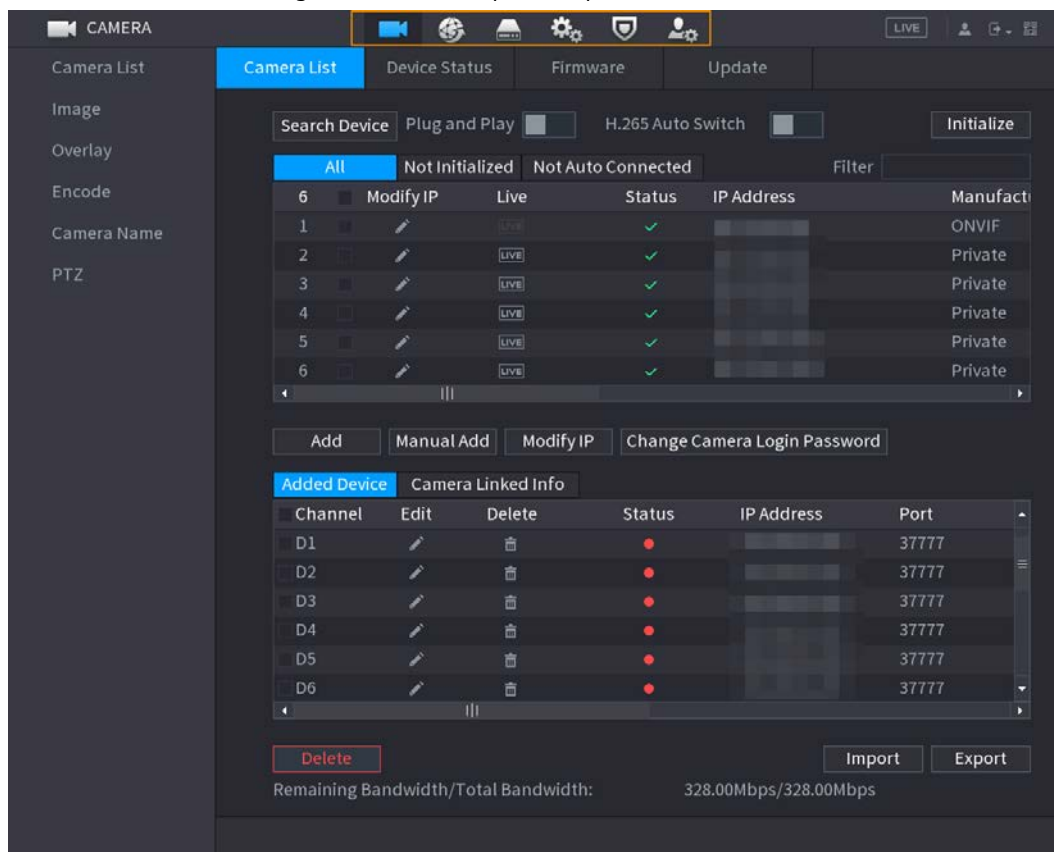 CAMERA LIVE
Camera List
Image
Overlay
Encode
Camera Name
PTZ
Camera List Device Status Firmware Update
Search Device Plug and Play H.265 Auto Switch Initialize
All Not Initialized Not Auto Connected Filter
6 Modify IP Live Status IP Address Manufact
1 LIVE ONVIF
2 LIVE Private
3 LIVE Private
4 LIVE Private
5 LIVE Private
6 LIVE Private
Add Manual Add Modify IP Change Camera Login Password
Added Device Camera Linked Info
Channel Edit Delete Status IP Address Port
D1 37777
D2 37777
D3 37777
D4 37777
D5 37777
D6 37777
Delete Import Export
Remaining Bandwidth/Total Bandwidth: 328.00Mbps/328.00Mbps